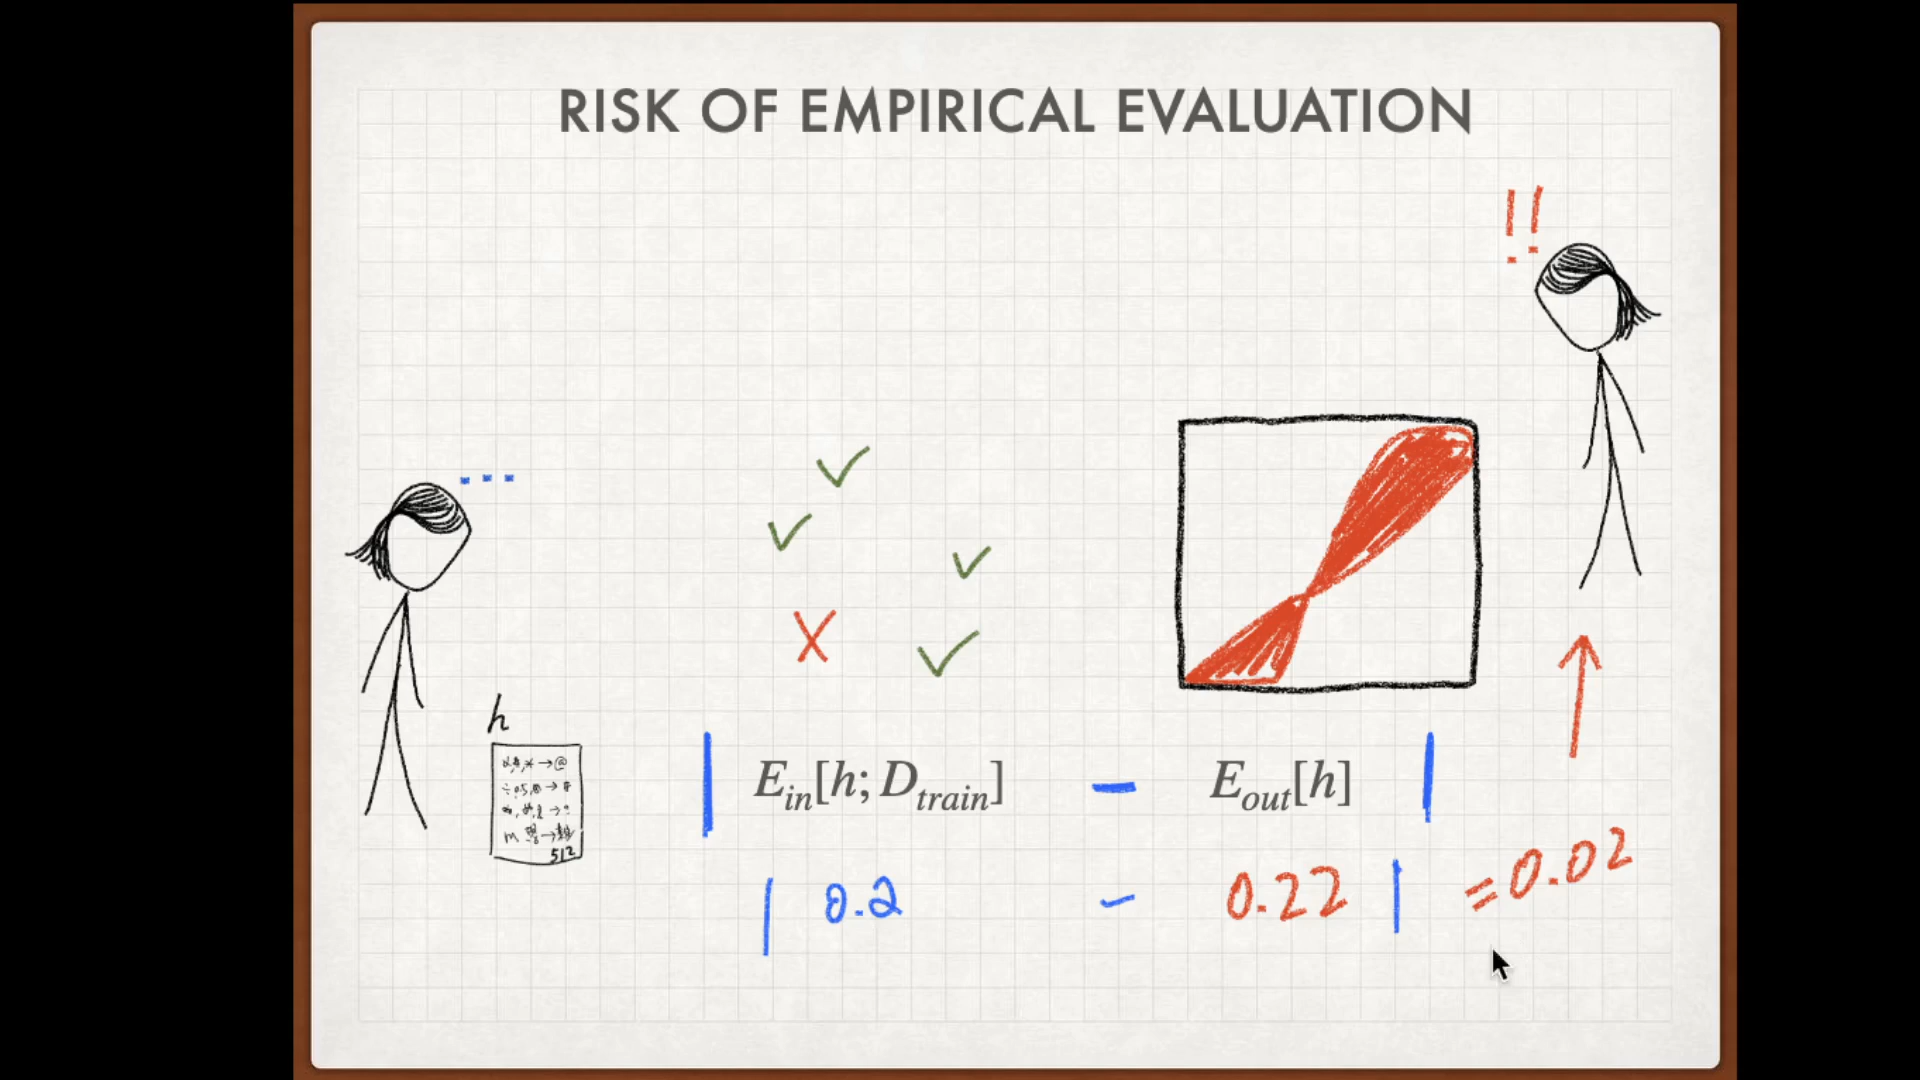 RISK OF EMPIRICAL EVALUATION
!!
...
h
512
| E_in[h; D_train] − E_out[h] |
| 0.2 − 0.22 | = 0.02